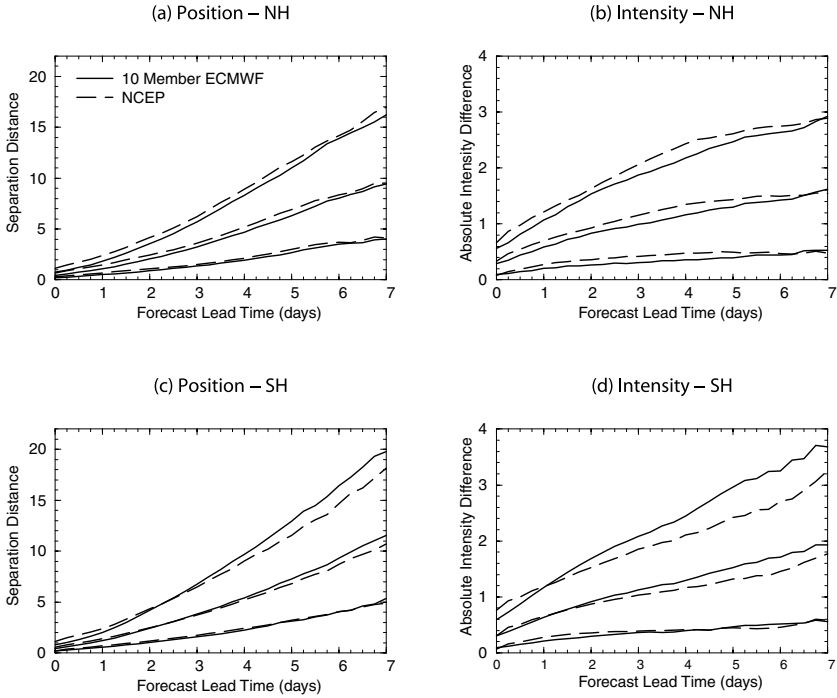 (a) Position – NH
(b) Intensity – NH
20
15
10
5
0
Separation Distance
10 Member ECMWF
NCEP
0 1 2 3 4 5 6 7
Forecast Lead Time (days)
4
3
2
1
0
Absolute Intensity Difference
0 1 2 3 4 5 6 7
Forecast Lead Time (days)
(c) Position – SH
(d) Intensity – SH
20
15
10
5
0
Separation Distance
0 1 2 3 4 5 6 7
Forecast Lead Time (days)
4
3
2
1
0
Absolute Intensity Difference
0 1 2 3 4 5 6 7
Forecast Lead Time (days)